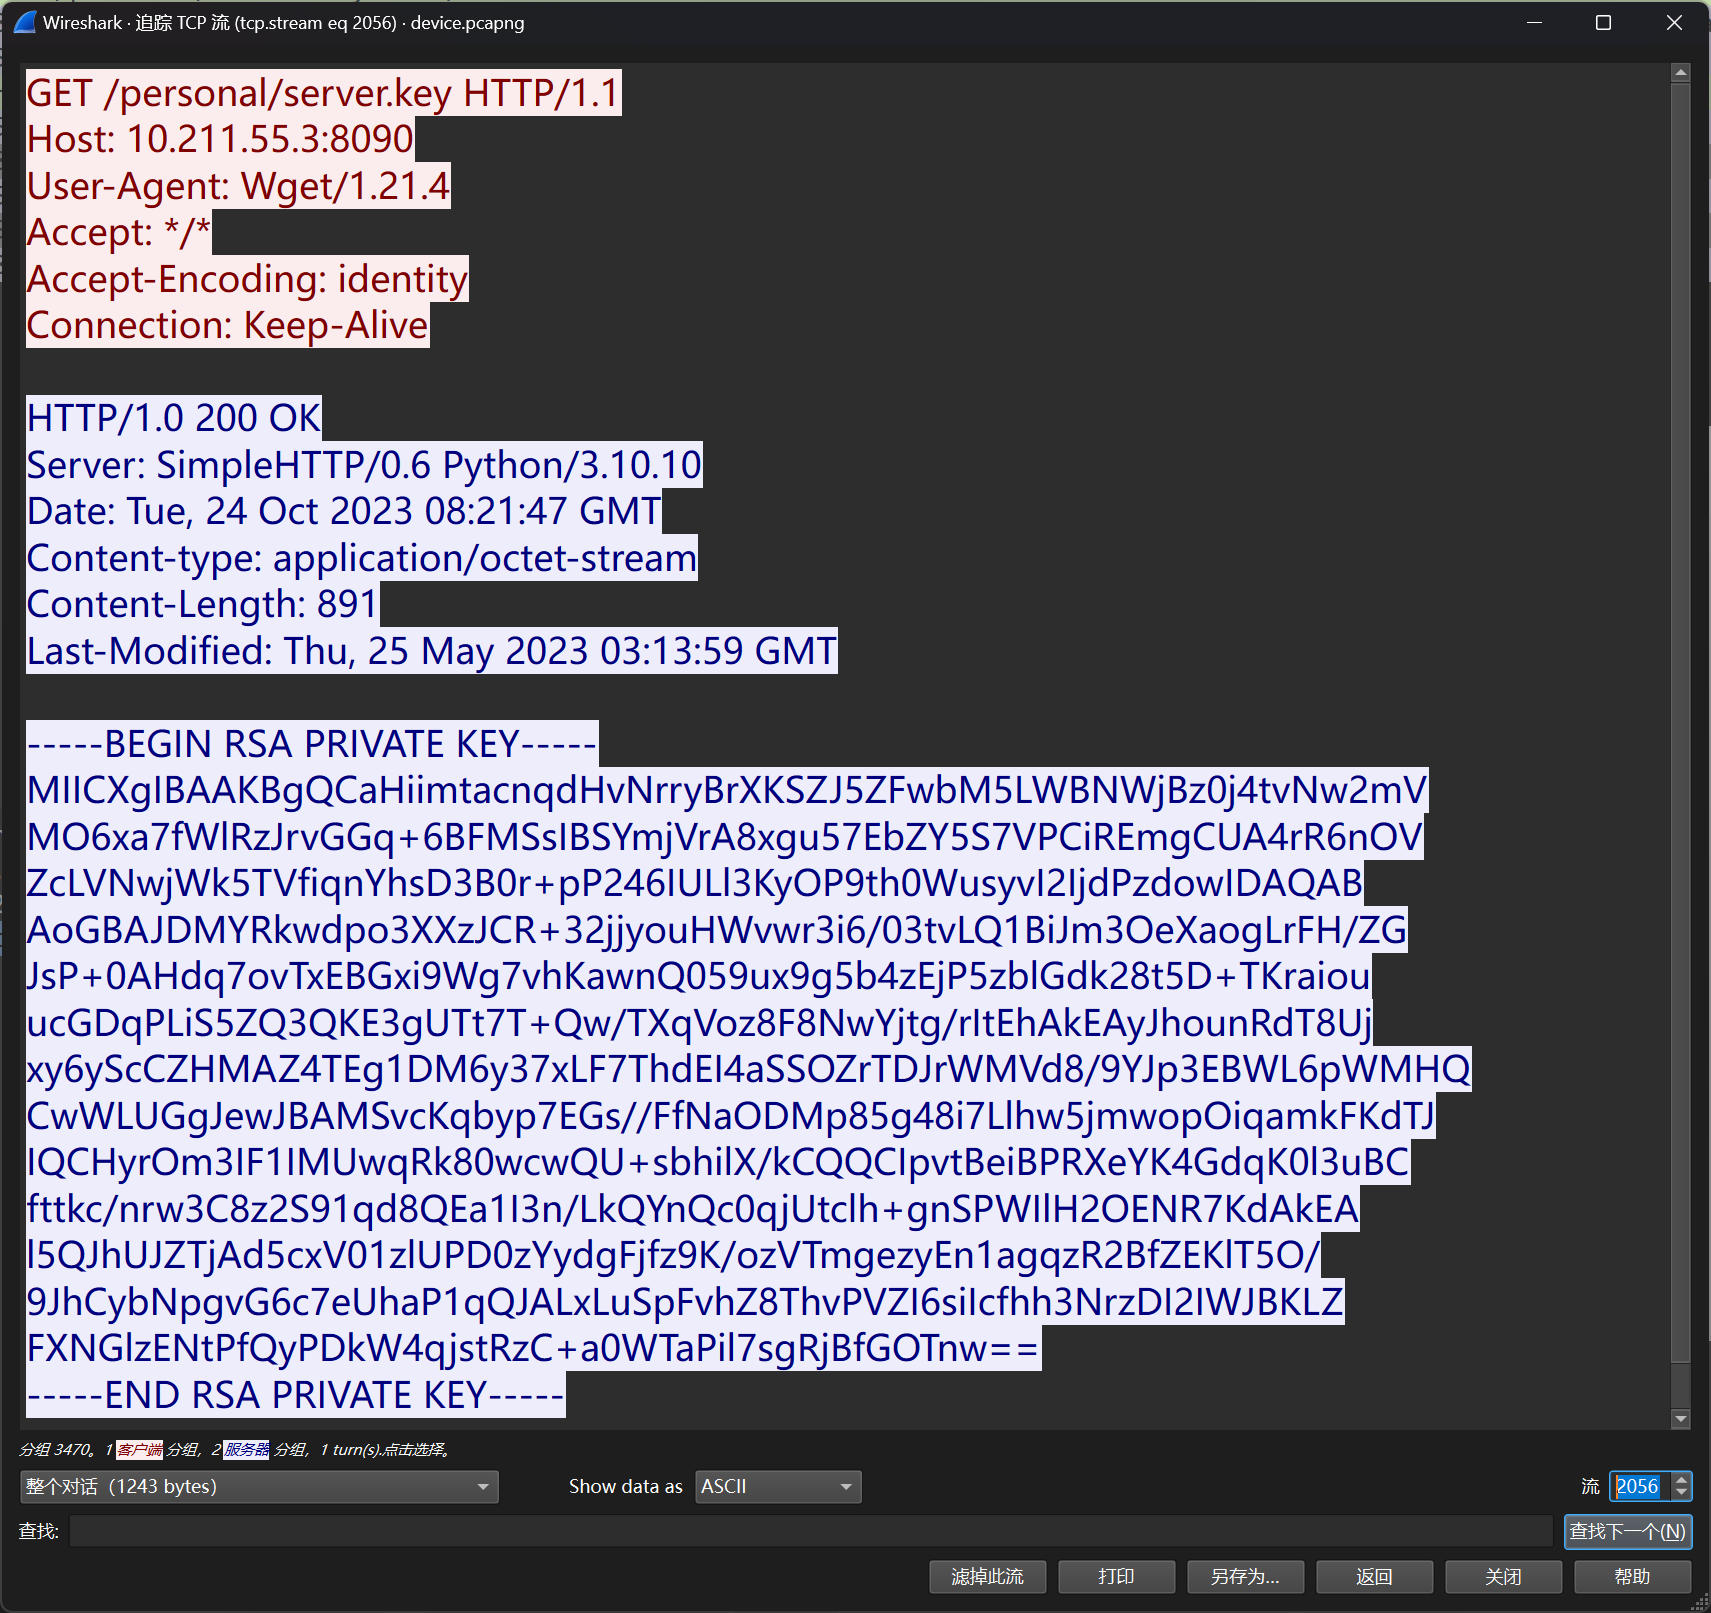 Wireshark · 追踪 TCP 流 (tcp.stream eq 2056) · device.pcapng
GET /personal/server.key HTTP/1.1
Host: 10.211.55.3:8090
User-Agent: Wget/1.21.4
Accept: */*
Accept-Encoding: identity
Connection: Keep-Alive
HTTP/1.0 200 OK
Server: SimpleHTTP/0.6 Python/3.10.10
Date: Tue, 24 Oct 2023 08:21:47 GMT
Content-type: application/octet-stream
Content-Length: 891
Last-Modified: Thu, 25 May 2023 03:13:59 GMT
-----BEGIN RSA PRIVATE KEY-----
MIICXgIBAAKBgQCaHiimtacnqdHvNrryBrXKSZJ5ZFwbM5LWBNWjBz0j4tvNw2mV
MO6xa7fWlRzJrvGGq+6BFMSsIBSYmjVrA8xgu57EbZY5S7VPCiREmgCUA4rR6nOV
ZcLVNwjWk5TVfiqnYhsD3B0r+pP246IULl3KyOP9th0WusyvI2IjdPzdowIDAQAB
AoGBAJDMYRkwdpo3XXzJCR+32jjyouHWvwr3i6/03tvLQ1BiJm3OeXaogLrFH/ZG
JsP+0AHdq7ovTxEBGxi9Wg7vhKawnQ059ux9g5b4zEjP5zblGdk28t5D+TKraiou
ucGDqPLiS5ZQ3QKE3gUTt7T+Qw/TXqVoz8F8NwYjtg/rItEhAkEAyJhounRdT8Uj
xy6yScCZHMAZ4TEg1DM6y37xLF7ThdEI4aSSOZrTDJrWMVd8/9YJp3EBWL6pWMHQ
CwWLUGgJewJBAMSvcKqbyp7EGs//FfNaODMp85g48i7Llhw5jmwopOiqamkFKdTJ
IQCHyrOm3IF1IMUwqRk80wcwQU+sbhilX/kCQQCIpvtBeiBPRXeYK4GdqK0l3uBC
fttkc/nrw3C8z2S91qd8QEa1I3n/LkQYnQc0qjUtclh+gnSPWIlH2OENR7KdAkEA
l5QJhUJZTjAd5cxV01zlUPD0zYydgFjfz9K/ozVTmgezyEn1agqzR2BfZEKlT5O/
9JhCybNpgvG6c7eUhaP1qQJALxLuSpFvhZ8ThvPVZI6siIcfhh3NrzDI2IWJBKLZ
FXNGlzENtPfQyPDkW4qjstRzC+a0WTaPil7sgRjBfGOTnw==
-----END RSA PRIVATE KEY-----
分组 3470。1 客户端 分组，2 服务器 分组，1 turn(s).点击选择。
整个对话（1243 bytes） Show data as ASCII 流 2056
查找: 查找下一个(N)
滤掉此流 打印 另存为... 返回 关闭 帮助